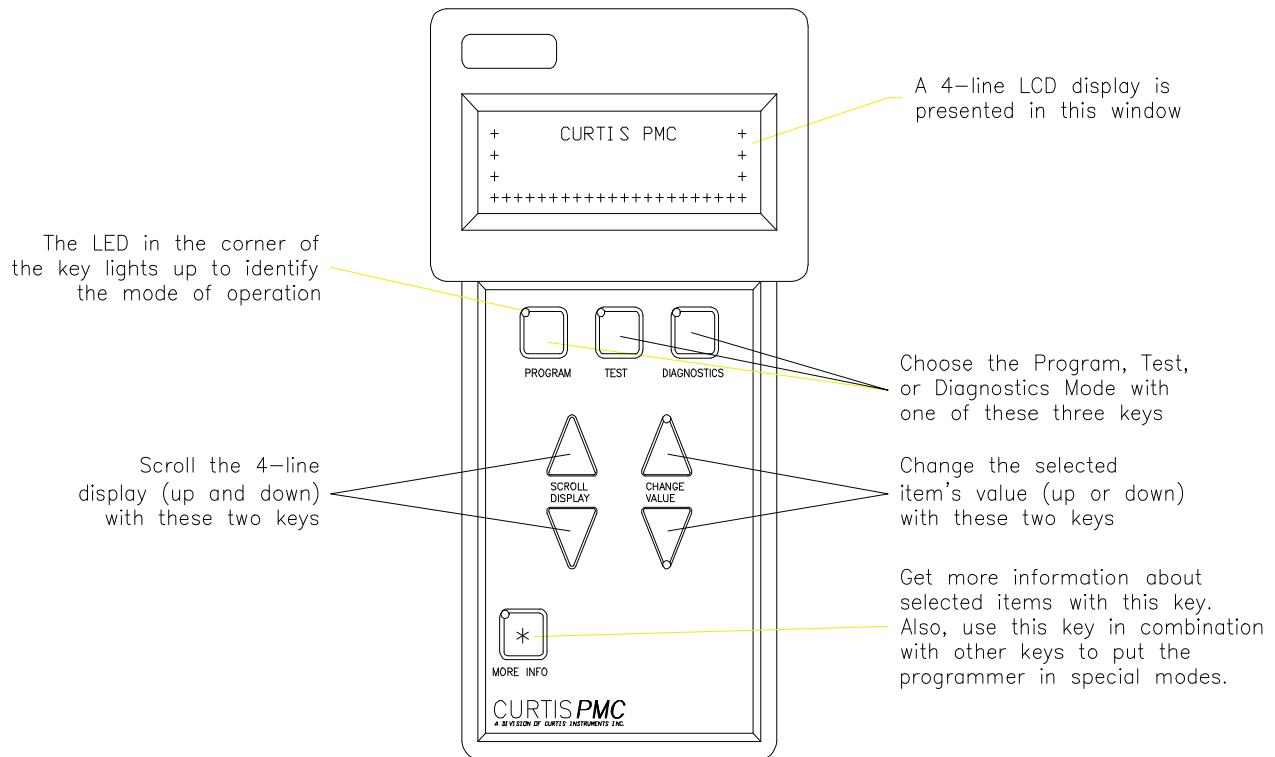 A 4-line LCD display is
presented in this window
+ CURTIS PMC +
+ +
+ +
++++++++++++++++++++++
The LED in the corner of
the key lights up to identify
the mode of operation
PROGRAM TEST DIAGNOSTICS
Choose the Program, Test,
or Diagnostics Mode with
one of these three keys
Scroll the 4-line
display (up and down)
with these two keys
SCROLL
DISPLAY
CHANGE
VALUE
Change the selected
item's value (up or down)
with these two keys
Get more information about
selected items with this key.
Also, use this key in combination
with other keys to put the
programmer in special modes.
*
MORE INFO
CURTIS PMC
A DIVISION OF CURTIS INSTRUMENTS INC.